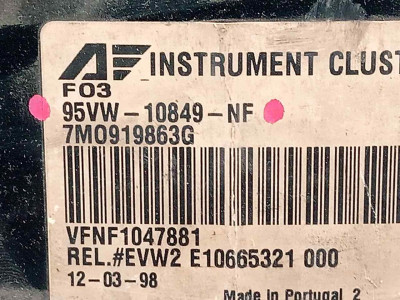 AF INSTRUMENT CLUST
F03
95VW-10849-NF
7M0919863G
VFNF1047881
REL.#EVW2 E10665321 000
12-03-98
Made in Portugal 2